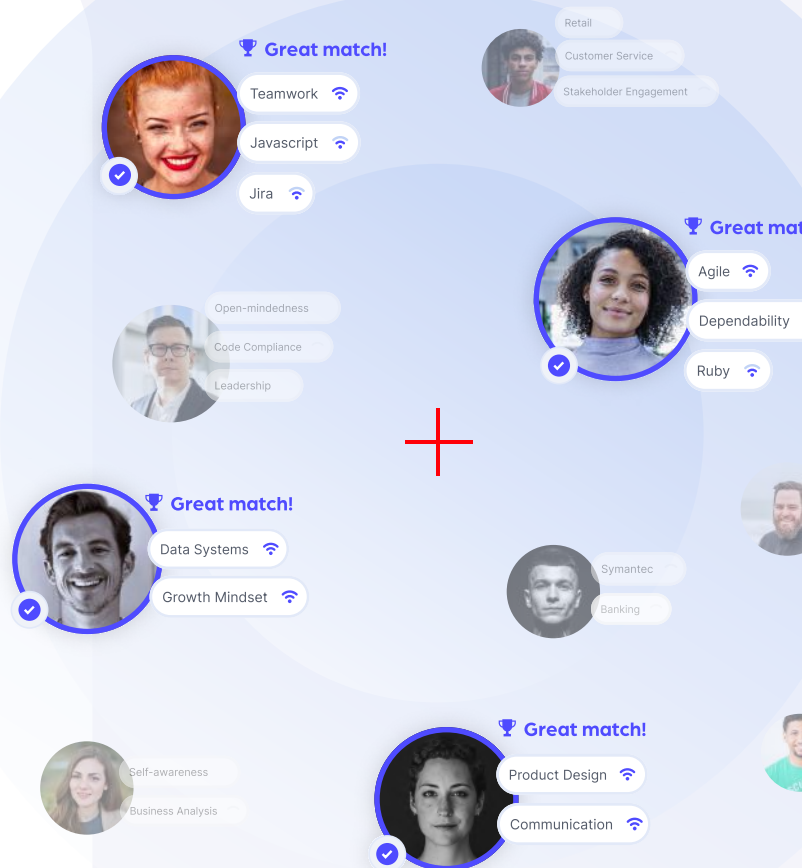 Retail
Customer Service
Stakeholder Engagement
Great match!
Teamwork
Javascript
Jira
Great mat
Agile
Dependability
Ruby
Open-mindedness
Code Compliance
Leadership
Great match!
Data Systems
Growth Mindset
Symantec
Banking
Great match!
Product Design
Communication
Self-awareness
Business Analysis